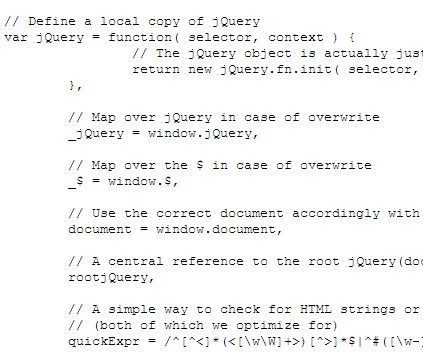 // Define a local copy of jQuery
var jQuery = function( selector, context ) {
// The jQuery object is actually just
return new jQuery.fn.init( selector,
},
// Map over jQuery in case of overwrite
_jQuery = window.jQuery,
// Map over the $ in case of overwrite
_$ = window.$,
// Use the correct document accordingly with
document = window.document,
// A central reference to the root jQuery(doc
rootjQuery,
// A simple way to check for HTML strings or
// (both of which we optimize for)
quickExpr = /^[^<]*(<[\w\W]+>)[^>]*$|^#([\w-]